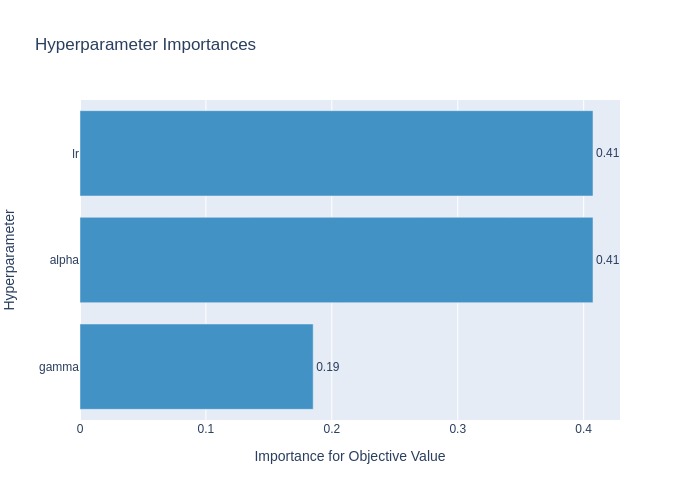 Hyperparameter Importances
Hyperparameter
lr
0.41
alpha
0.41
gamma
0.19
0
0.1
0.2
0.3
0.4
Importance for Objective Value